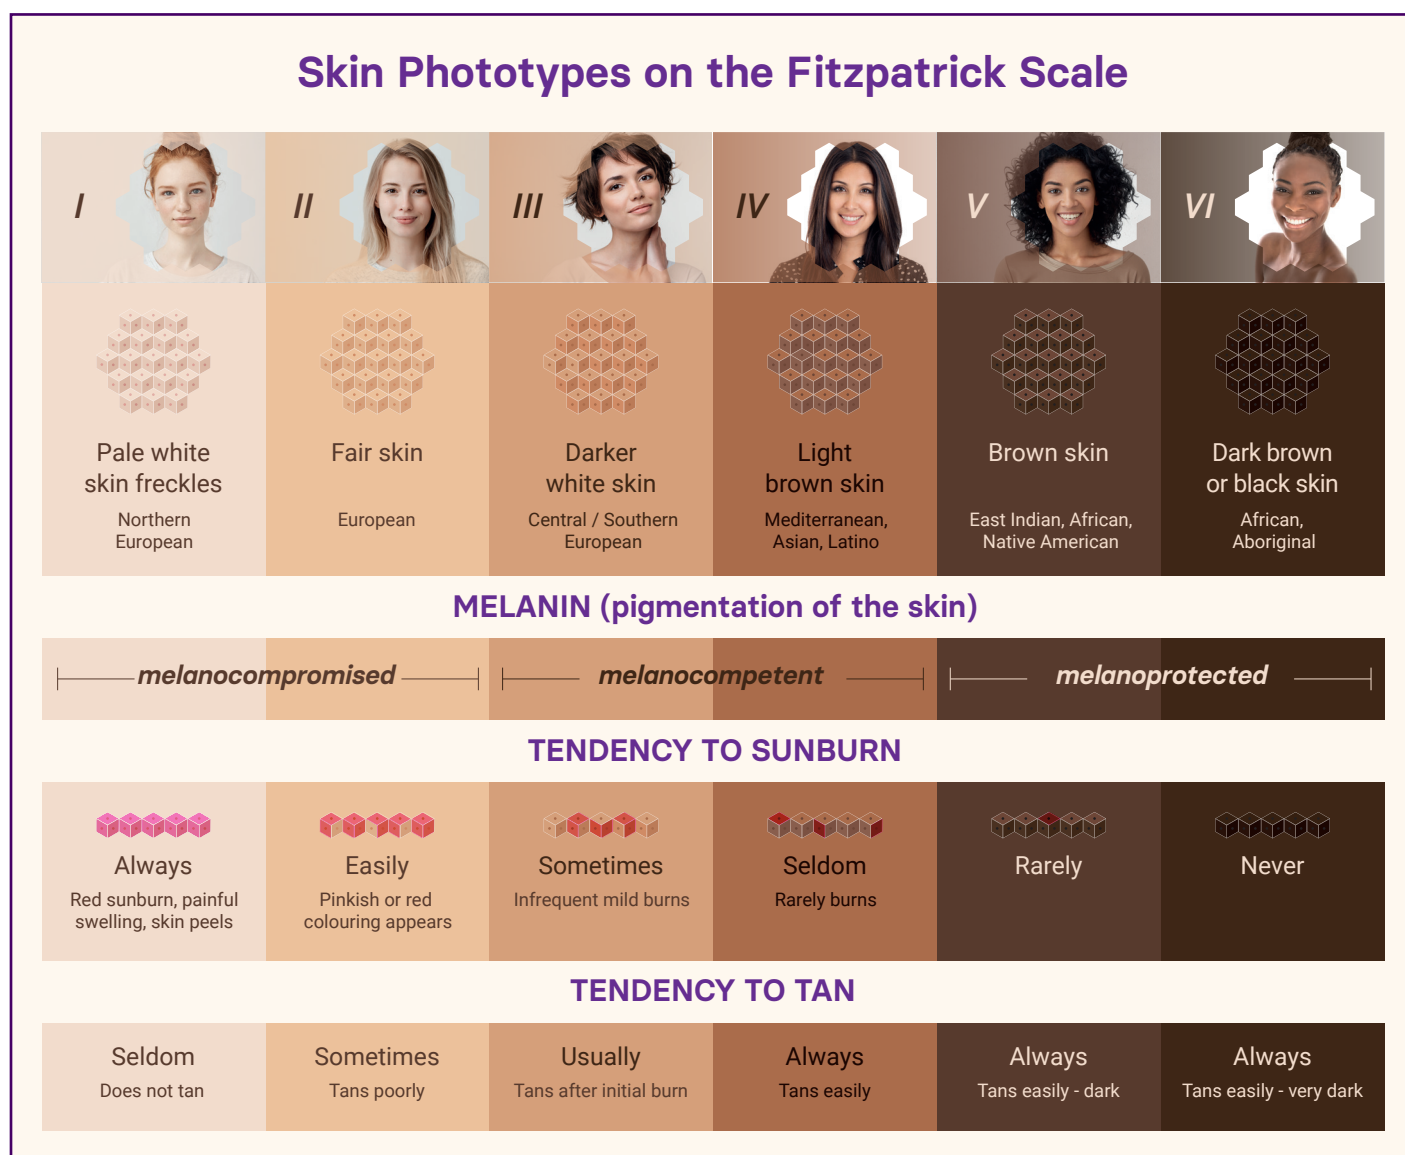 Skin Phototypes on the Fitzpatrick Scale
I
II
III
IV
V
VI
Pale white
skin freckles
Northern
European
Fair skin
European
Darker
white skin
Central / Southern
European
Light
brown skin
Mediterranean,
Asian, Latino
Brown skin
East Indian, African,
Native American
Dark brown
or black skin
African,
Aboriginal
MELANIN (pigmentation of the skin)
melanocompromised
melanocompetent
melanoprotected
TENDENCY TO SUNBURN
Always
Red sunburn, painful
swelling, skin peels
Easily
Pinkish or red
colouring appears
Sometimes
Infrequent mild burns
Seldom
Rarely burns
Rarely
Never
TENDENCY TO TAN
Seldom
Does not tan
Sometimes
Tans poorly
Usually
Tans after initial burn
Always
Tans easily
Always
Tans easily - dark
Always
Tans easily - very dark